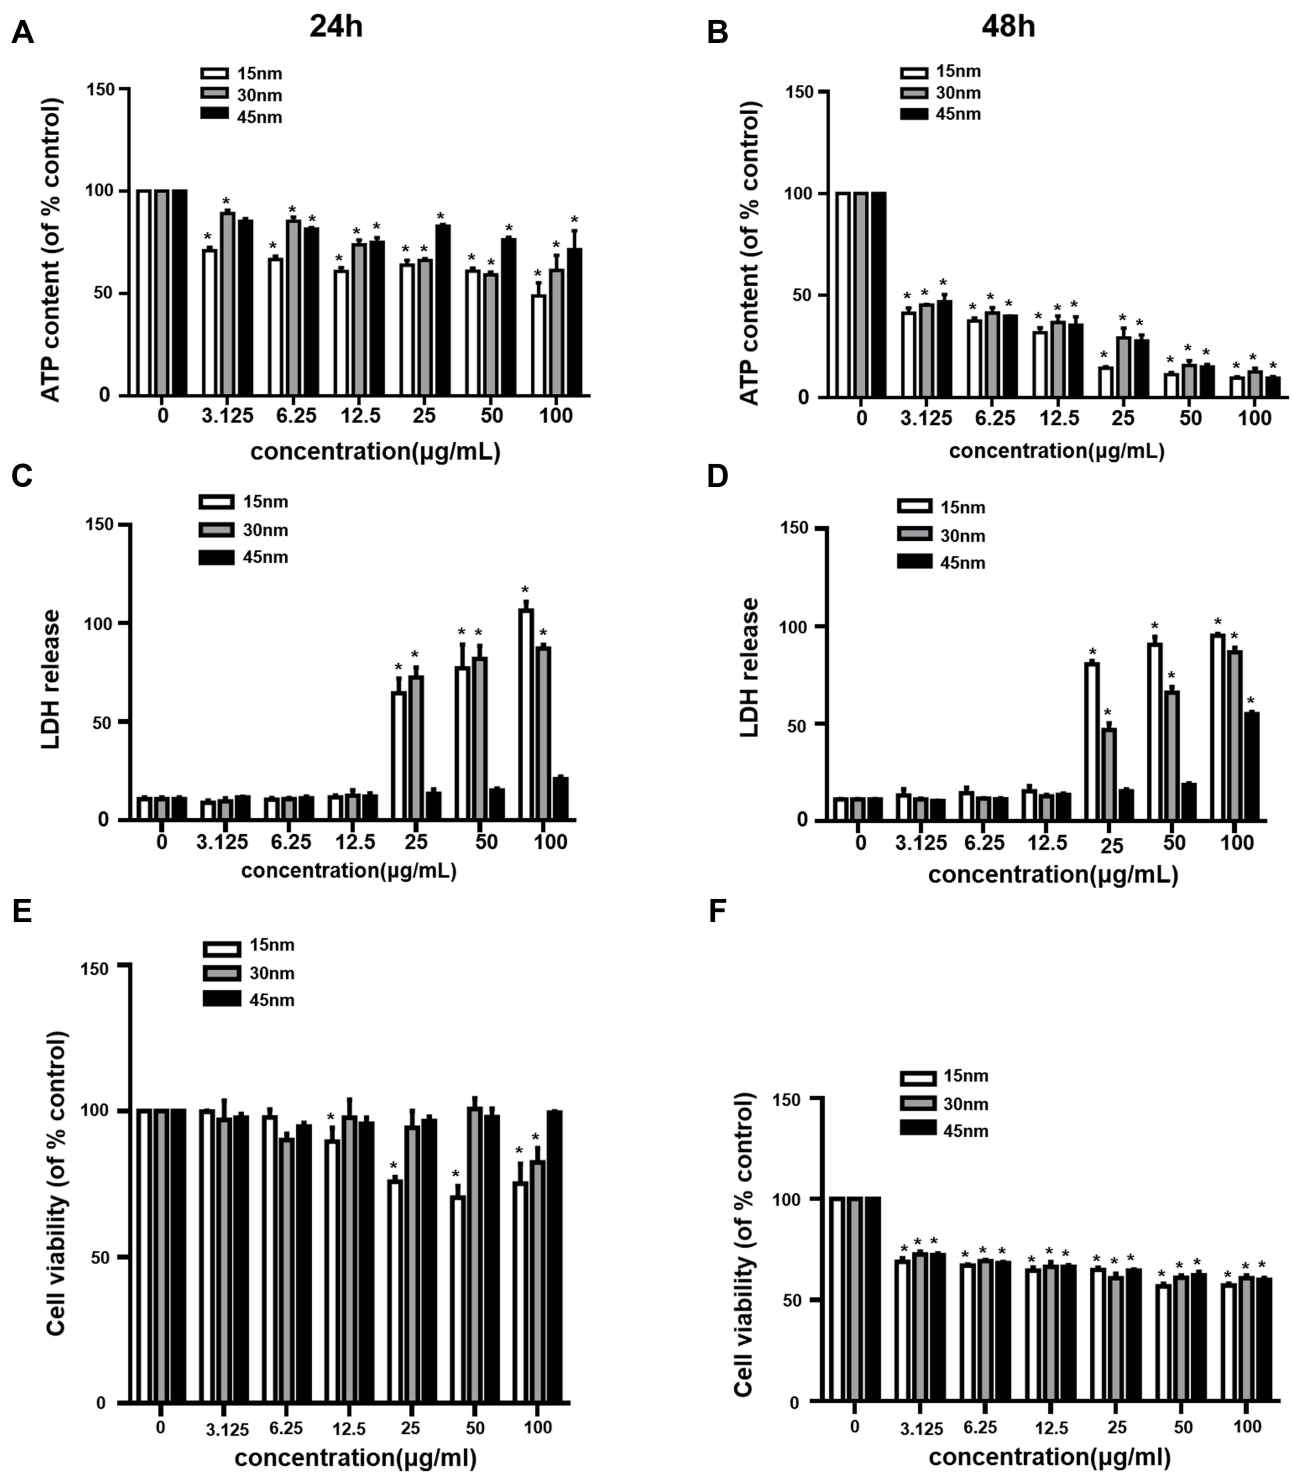 A
24h
15nm
30nm
45nm
ATP content (of % control)
150
100
50
0
* * * * * * * * * * * * * * * * *
0 3.125 6.25 12.5 25 50 100
concentration(µg/mL)
B
48h
15nm
30nm
45nm
ATP content (of % control)
150
100
50
0
* * * * * * * * * * * * * * * * * *
0 3.125 6.25 12.5 25 50 100
concentration(µg/mL)
C
15nm
30nm
45nm
LDH release
150
100
50
0
* * * * * *
0 3.125 6.25 12.5 25 50 100
concentration(µg/mL)
D
15nm
30nm
45nm
LDH release
150
100
50
0
* * * * * * *
0 3.125 6.25 12.5 25 50 100
concentration(µg/mL)
E
15nm
30nm
45nm
Cell viability (of % control)
150
100
50
0
* * * * *
0 3.125 6.25 12.5 25 50 100
concentration(µg/ml)
F
15nm
30nm
45nm
Cell viability (of % control)
150
100
50
0
* * * * * * * * * * * * * * * * * *
0 3.125 6.25 12.5 25 50 100
concentration(µg/ml)